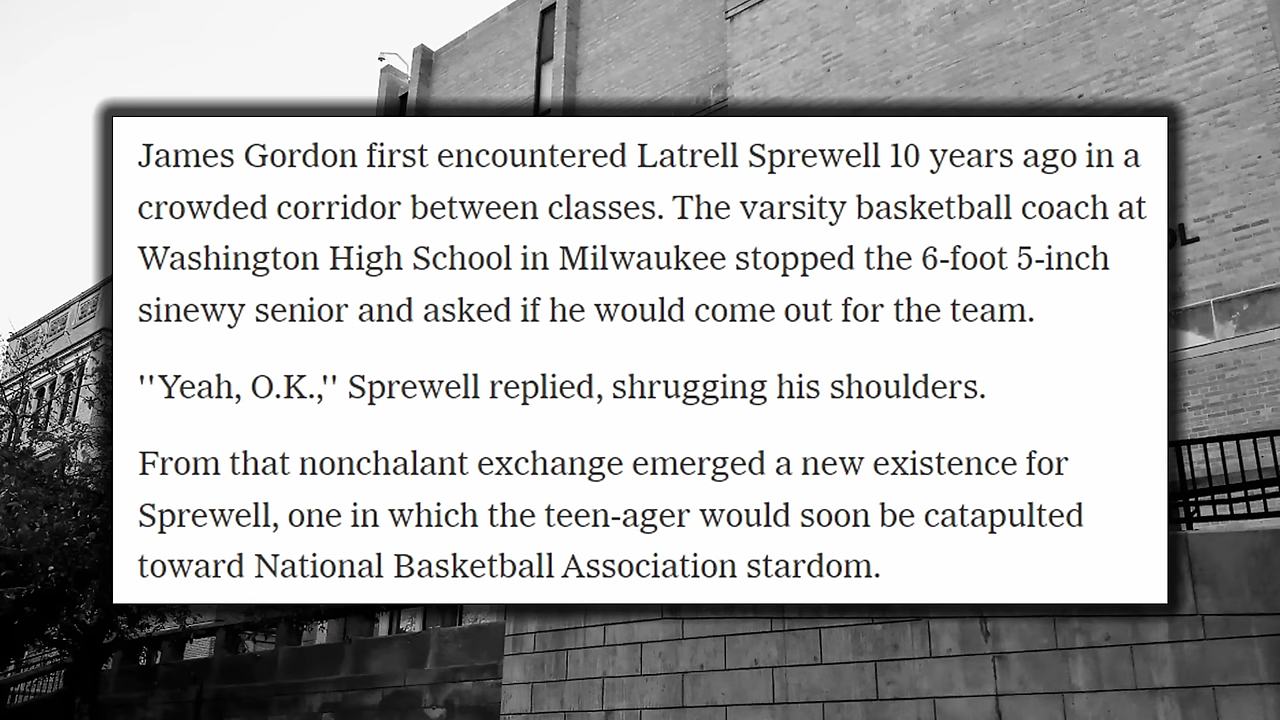 James Gordon first encountered Latrell Sprewell 10 years ago in a
crowded corridor between classes. The varsity basketball coach at
Washington High School in Milwaukee stopped the 6-foot 5-inch
sinewy senior and asked if he would come out for the team.
''Yeah, O.K.,'' Sprewell replied, shrugging his shoulders.
From that nonchalant exchange emerged a new existence for
Sprewell, one in which the teen-ager would soon be catapulted
toward National Basketball Association stardom.